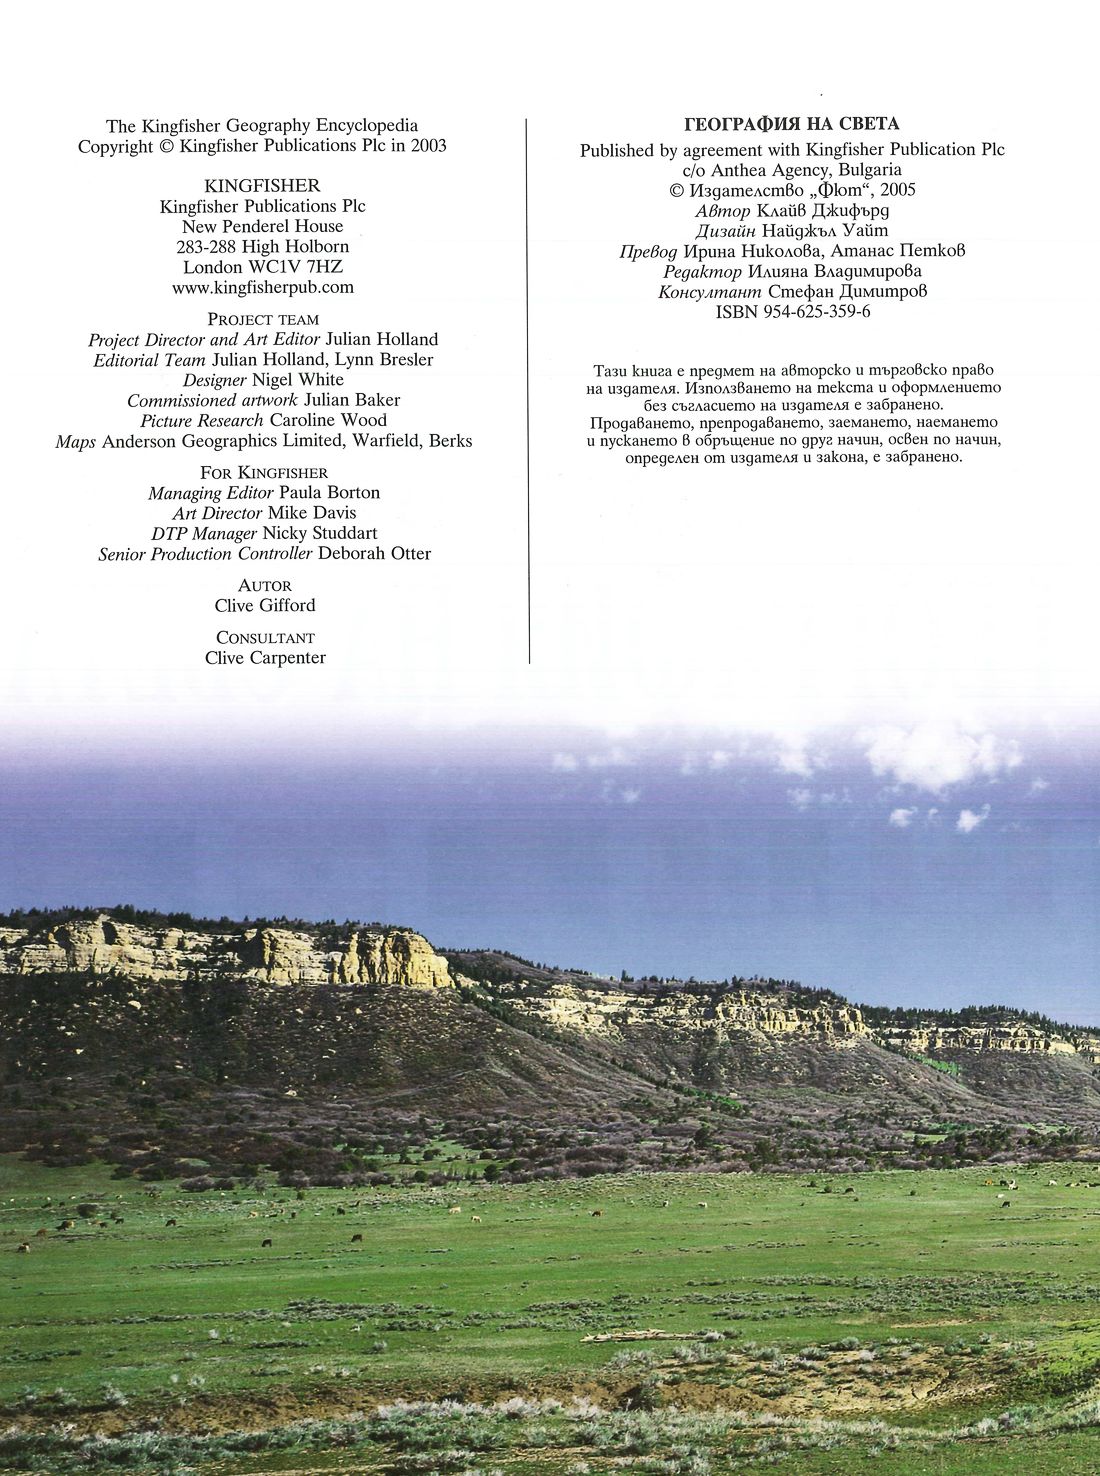 The Kingfisher Geography Encyclopedia
Copyright © Kingfisher Publications Plc in 2003
KINGFISHER
Kingfisher Publications Plc
New Penderel House
283-288 High Holborn
London WC1V 7HZ
www.kingfisherpub.com
PROJECT TEAM
Project Director and Art Editor Julian Holland
Editorial Team Julian Holland, Lynn Bresler
Designer Nigel White
Commissioned artwork Julian Baker
Picture Research Caroline Wood
Maps Anderson Geographics Limited, Warfield, Berks
FOR KINGFISHER
Managing Editor Paula Borton
Art Director Mike Davis
DTP Manager Nicky Studdart
Senior Production Controller Deborah Otter
AUTOR
Clive Gifford
CONSULTANT
Clive Carpenter
ГЕОГРАФИЯ НА СВЕТА
Published by agreement with Kingfisher Publication Plc
c/o Anthea Agency, Bulgaria
© Издателство „Фют“, 2005
Автор Клайв Джифърд
Дизайн Найджъл Уайт
Превод Ирина Николова, Атанас Петков
Редактор Илияна Владимирова
Консултант Стефан Димитров
ISBN 954-625-359-6
Тази книга е предмет на авторско и търговско право
на издателя. Използването на текста и оформлението
без съгласието на издателя е забранено.
Продаването, препродаването, заемането, наемането
и пускането в обръщение по друг начин, освен по начин,
определен от издателя и закона, е забранено.